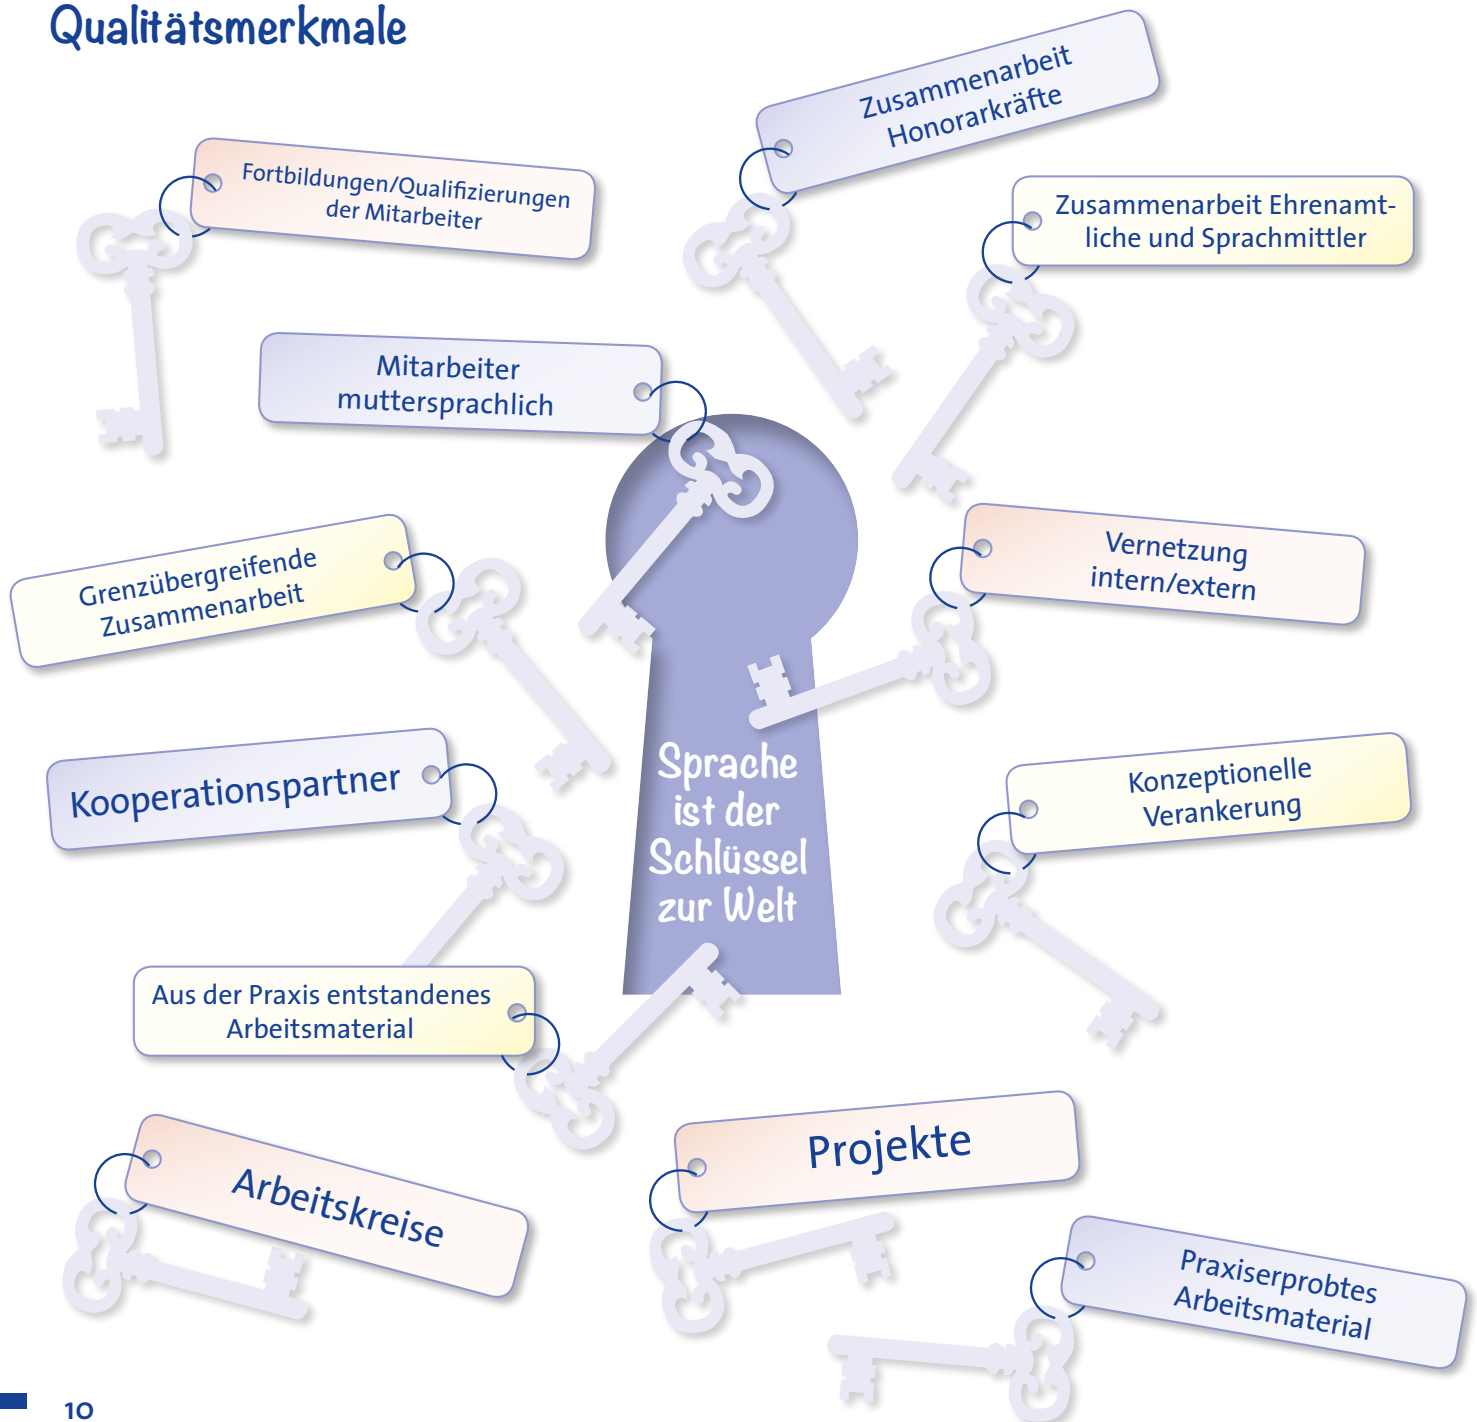 Qualitätsmerkmale
Zusammenarbeit
Honorarkräfte
Fortbildungen/Qualifizierungen
der Mitarbeiter
Zusammenarbeit Ehrenamt-
liche und Sprachmittler
Mitarbeiter
muttersprachlich
Grenzübergreifende
Zusammenarbeit
Vernetzung
intern/extern
Kooperationspartner
Sprache
ist der
Schlüssel
zur Welt
Konzeptionelle
Verankerung
Aus der Praxis entstandenes
Arbeitsmaterial
Arbeitskreise
Projekte
Praxiserprobtes
Arbeitsmaterial
10